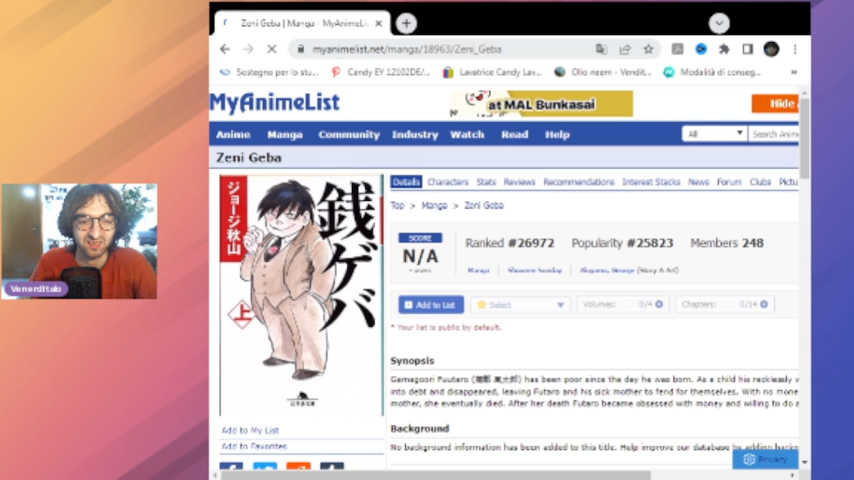 Zeni Geba | Manga - MyAnimeLi
myanimelist.net/manga/18963/Zeni_Geba
Sostegno per lo stu...
Candy EY 12102DE/...
Lavatrice Candy Lav...
Olio neem - Vendit...
Modalità di conseg...
»
MyAnimeList
at MAL Bunkasai
Hide
Anime Manga Community Industry Watch Read Help
All
Search Anim
Zeni Geba
ジョージ秋山
銭ゲバ
上
VenerdItalo
Details Characters Stats Reviews Recommendations Interest Stacks News Forum Clubs Pictu
Top > Manga > Zeni Geba
SCORE
N/A
- users
Ranked #26972 Popularity #25823 Members 248
Manga Shounen Sunday Akiyama, George (Story & Art)
Add to List
Select
Volumes: 0/4
Chapters: 0/14
* Your list is public by default.
Synopsis
Gamagoori Fuutaro (蒲郡 風太郎) has been poor since the day he was born. As a child his recklessly
into debt and disappeared, leaving Futaro and his sick mother to fend for themselves. With no mone
mother, she eventually died. After her death Futaro became obsessed with money and willing to do
Background
No background information has been added to this title. Help improve our database by adding backg
Add to My List
Add to Favorites
Privacy